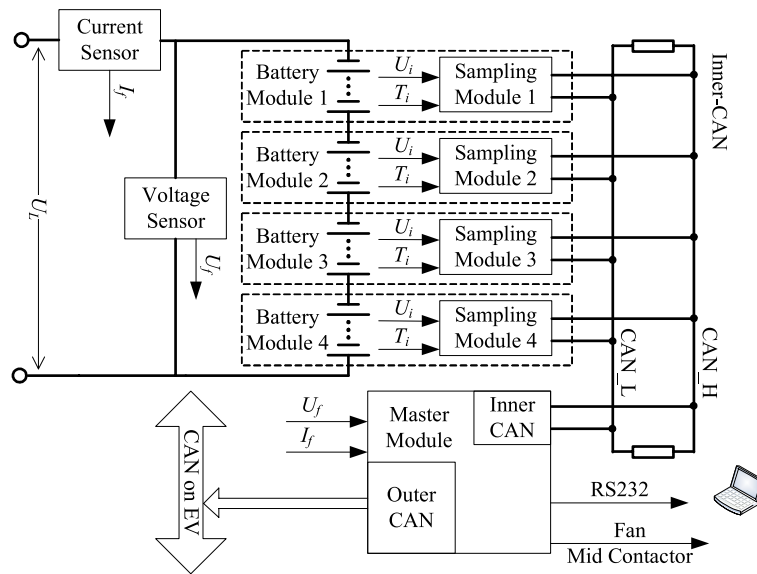 Current
Sensor
I_f
U_L
Voltage
Sensor
U_f
Battery
Module 1
U_i
T_i
Sampling
Module 1
Battery
Module 2
U_i
T_i
Sampling
Module 2
Battery
Module 3
U_i
T_i
Sampling
Module 3
Battery
Module 4
U_i
T_i
Sampling
Module 4
Inner-CAN
CAN_L
CAN_H
CAN on EV
U_f
I_f
Master
Module
Inner
CAN
Outer
CAN
RS232
Fan
Mid Contactor